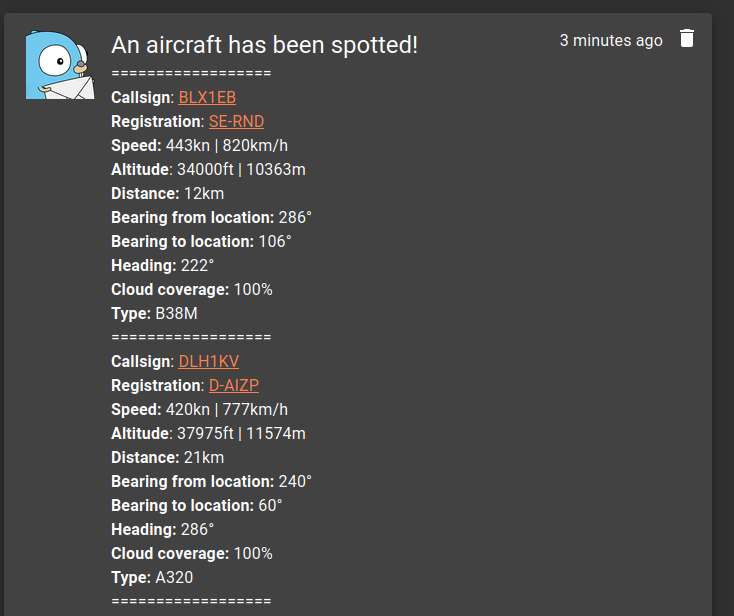 An aircraft has been spotted!
3 minutes ago
==================
Callsign: BLX1EB
Registration: SE-RND
Speed: 443kn | 820km/h
Altitude: 34000ft | 10363m
Distance: 12km
Bearing from location: 286°
Bearing to location: 106°
Heading: 222°
Cloud coverage: 100%
Type: B38M
==================
Callsign: DLH1KV
Registration: D-AIZP
Speed: 420kn | 777km/h
Altitude: 37975ft | 11574m
Distance: 21km
Bearing from location: 240°
Bearing to location: 60°
Heading: 286°
Cloud coverage: 100%
Type: A320
==================